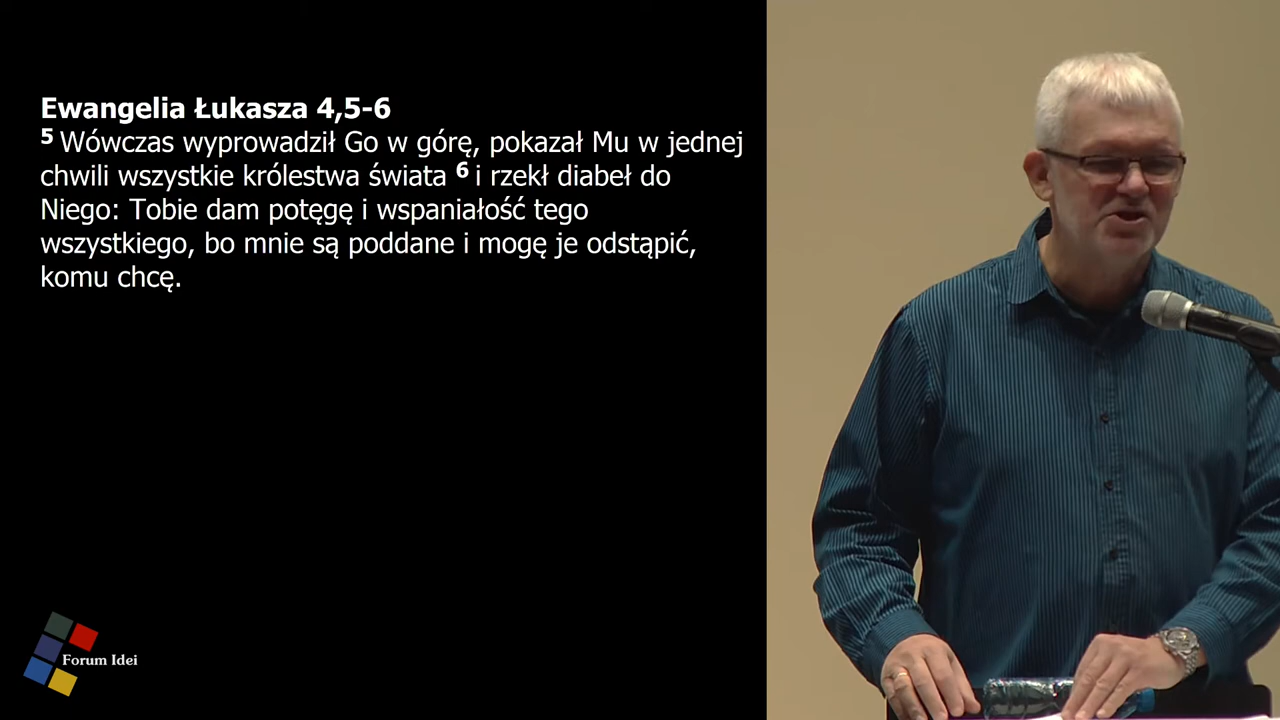 Ewangelia Łukasza 4,5-6
5 Wówczas wyprowadził Go w górę, pokazał Mu w jednej
chwili wszystkie królestwa świata 6 i rzekł diabeł do
Niego: Tobie dam potęgę i wspaniałość tego
wszystkiego, bo mnie są poddane i mogę je odstąpić,
komu chcę.
Forum Idei